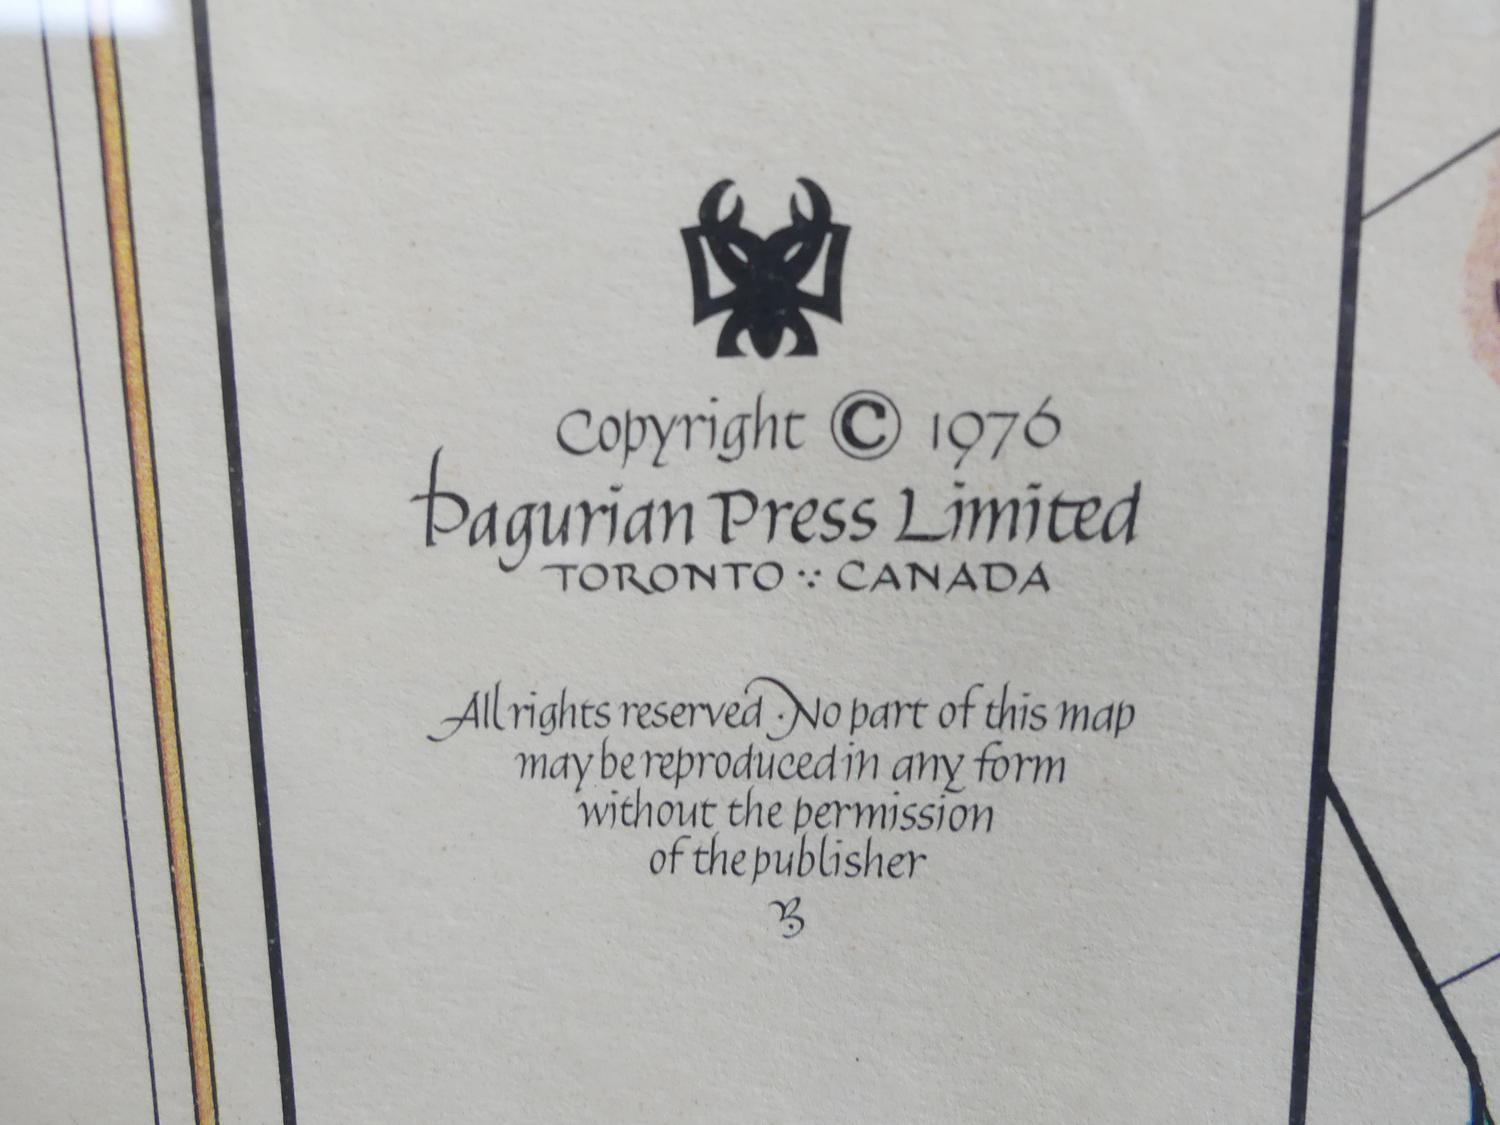 Copyright © 1976
Pagurian Press Limited
TORONTO ∵ CANADA
All rights reserved · No part of this map
may be reproduced in any form
without the permission
of the publisher